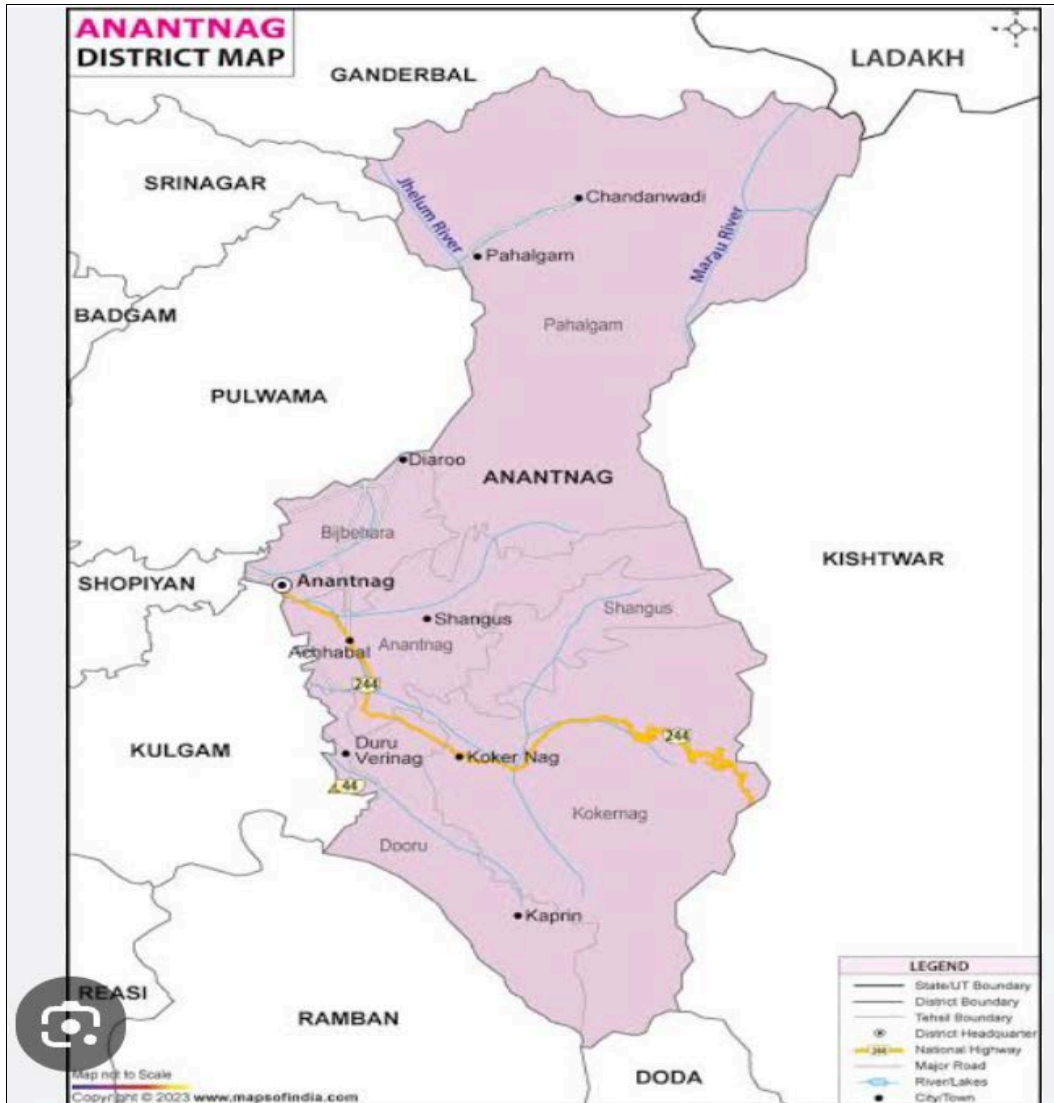 ANANTNAG
DISTRICT MAP
GANDERBAL
LADAKH
SRINAGAR
Jhelum River
Chandanwadi
Marau River
Pahalgam
BADGAM
Pahalgam
PULWAMA
Diaroo
ANANTNAG
Bijbehara
KISHTWAR
SHOPIYAN
Anantnag
Shangus
Shangus
Achhabal
Anantnag
244
KULGAM
Duru
Verinag
Koker Nag
244
44
Kokernag
Dooru
Kaprin
REASI
RAMBAN
DODA
LEGEND
State/UT Boundary
District Boundary
Tehsil Boundary
District Headquarter
244 National Highway
Major Road
River/Lakes
City/Town
Map not to Scale
Copyright © 2023 www.mapsofindia.com